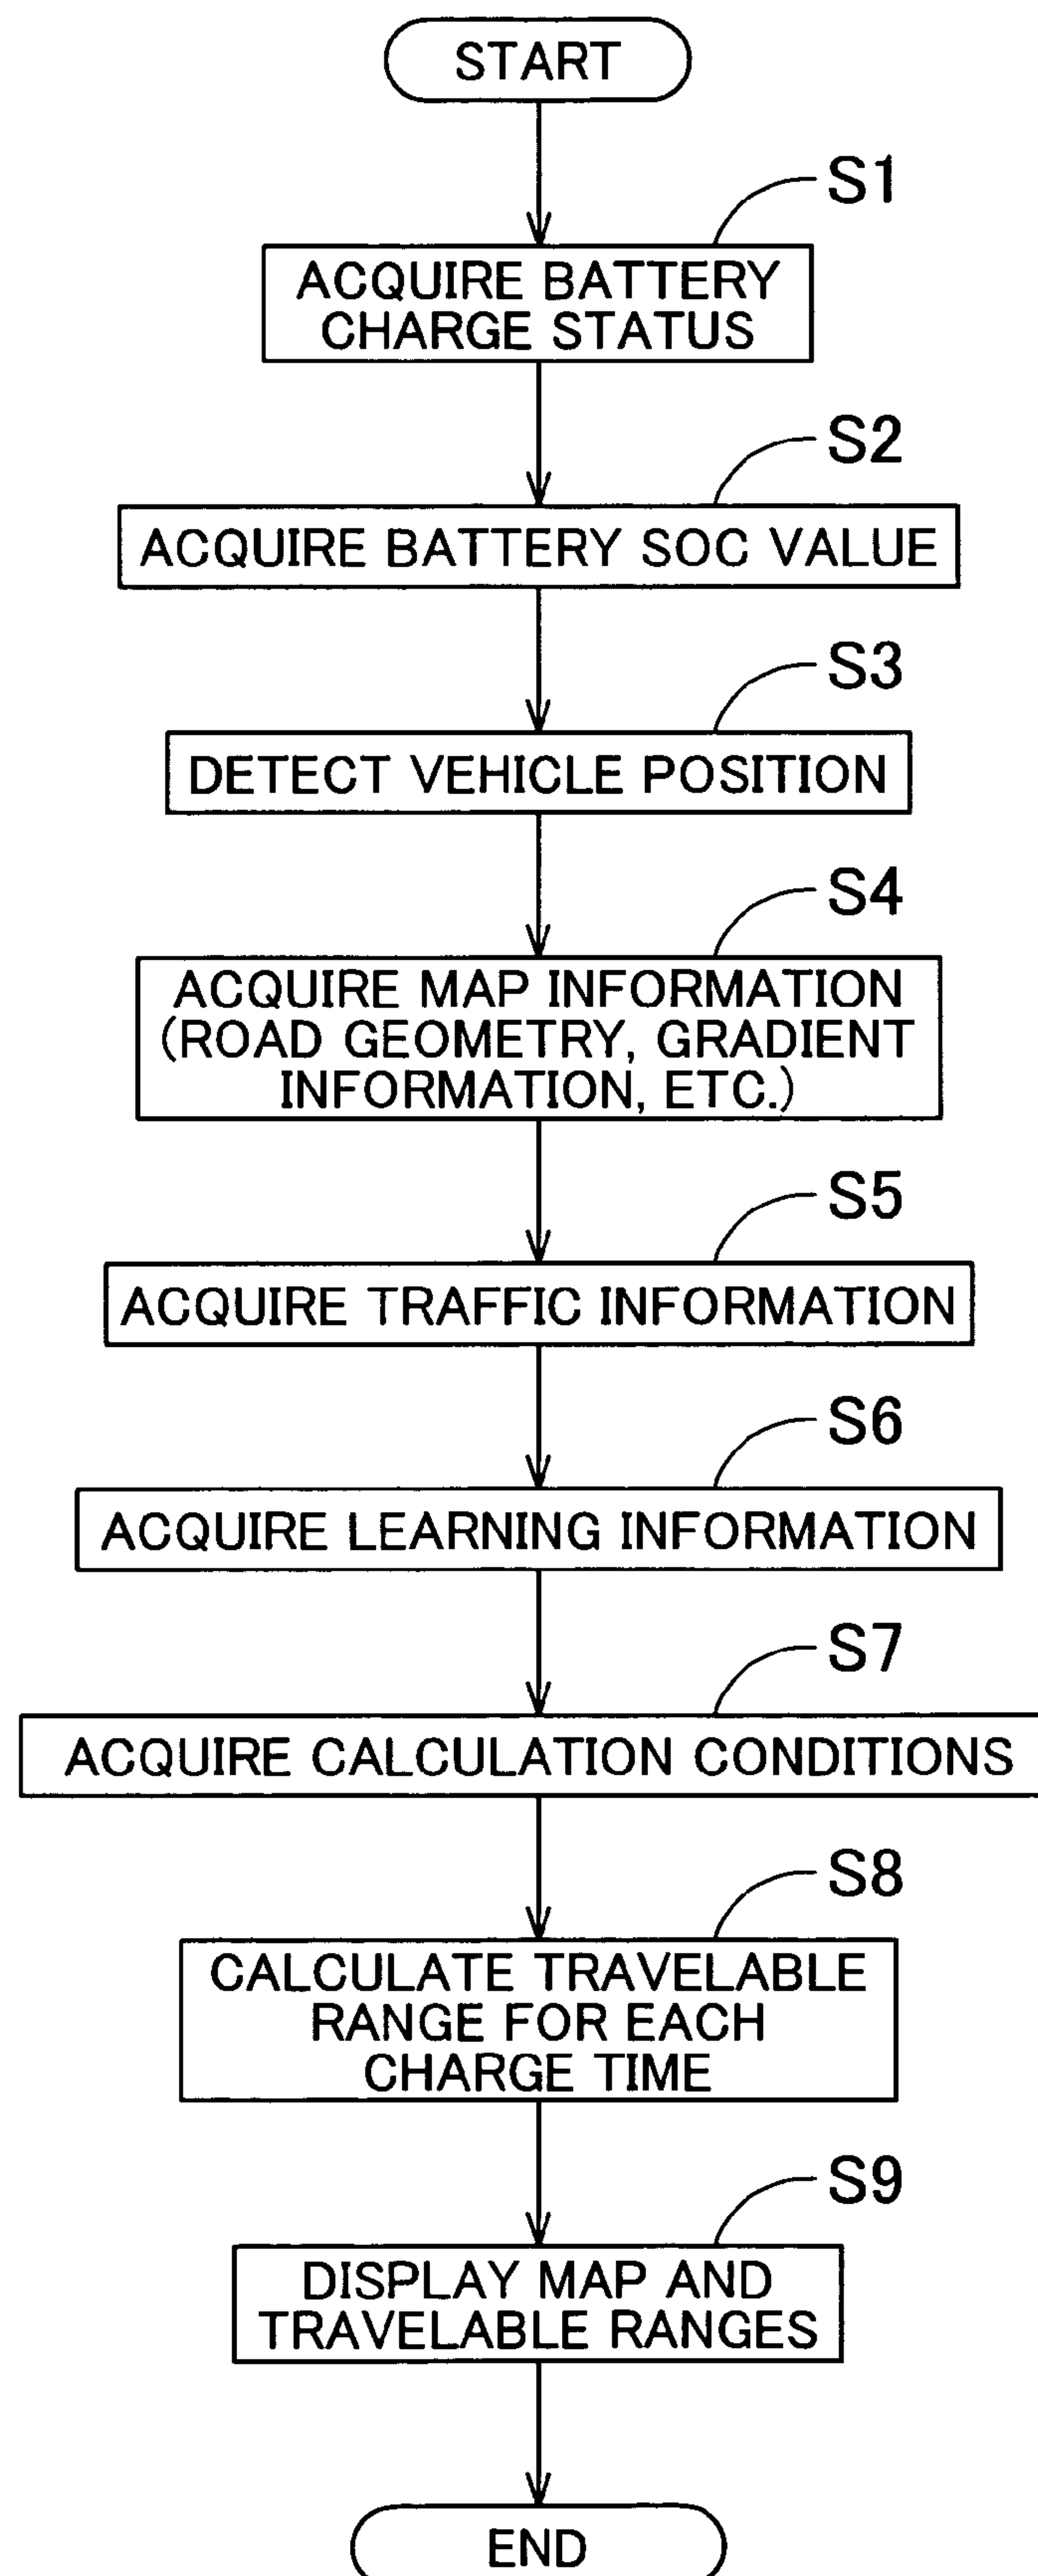 START
S1
ACQUIRE BATTERY
CHARGE STATUS
S2
ACQUIRE BATTERY SOC VALUE
S3
DETECT VEHICLE POSITION
S4
ACQUIRE MAP INFORMATION
(ROAD GEOMETRY, GRADIENT
INFORMATION, ETC.)
S5
ACQUIRE TRAFFIC INFORMATION
S6
ACQUIRE LEARNING INFORMATION
S7
ACQUIRE CALCULATION CONDITIONS
S8
CALCULATE TRAVELABLE
RANGE FOR EACH
CHARGE TIME
S9
DISPLAY MAP AND
TRAVELABLE RANGES
END